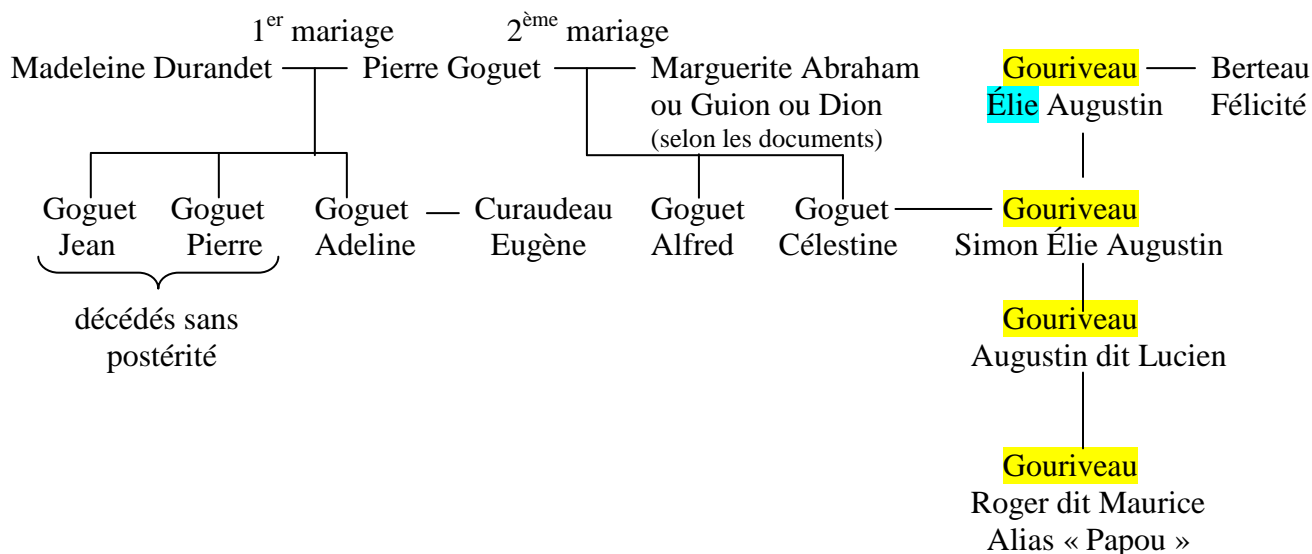 1er mariage 2ème mariage
Madeleine Durandet Pierre Goguet Marguerite Abraham Gouriveau Berteau
ou Guion ou Dion Élie Augustin Félicité
(selon les documents)
Goguet Goguet Goguet Curaudeau Goguet Goguet Gouriveau
Jean Pierre Adeline Eugène Alfred Célestine Simon Élie Augustin
décédés sans
postérité
Gouriveau
Augustin dit Lucien
Gouriveau
Roger dit Maurice
Alias « Papou »